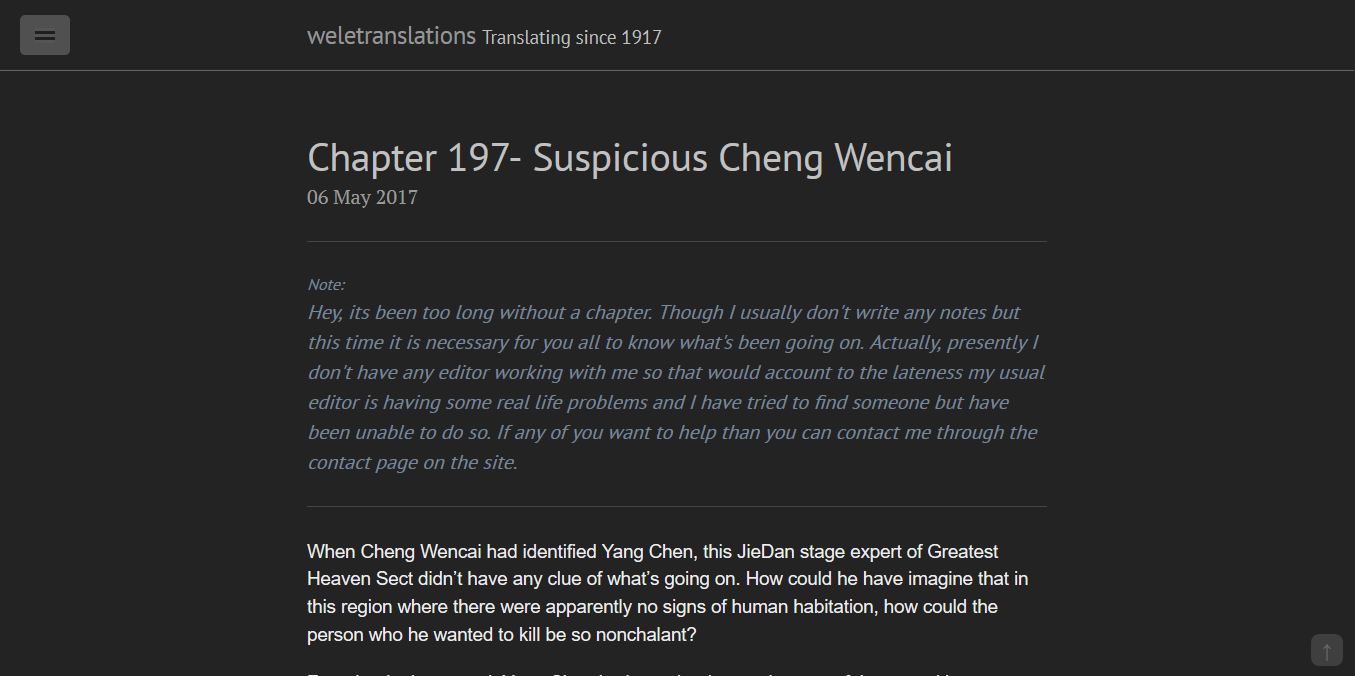 weletranslations Translating since 1917
Chapter 197- Suspicious Cheng Wencai
06 May 2017
Note:
Hey, its been too long without a chapter. Though I usually don't write any notes but
this time it is necessary for you all to know what's been going on. Actually, presently I
don't have any editor working with me so that would account to the lateness my usual
editor is having some real life problems and I have tried to find someone but have
been unable to do so. If any of you want to help than you can contact me through the
contact page on the site.
When Cheng Wencai had identified Yang Chen, this JieDan stage expert of Greatest
Heaven Sect didn’t have any clue of what’s going on. How could he have imagine that in
this region where there were apparently no signs of human habitation, how could the
person who he wanted to kill be so nonchalant?